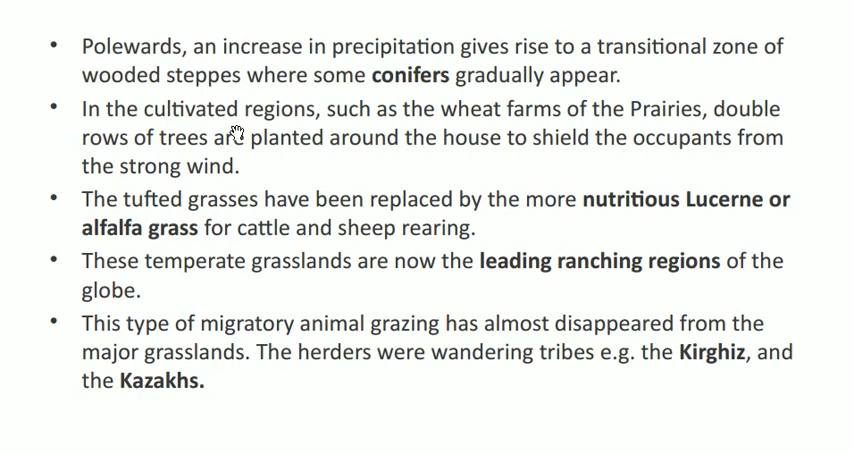 • Polewards, an increase in precipitation gives rise to a transitional zone of
wooded steppes where some conifers gradually appear.
• In the cultivated regions, such as the wheat farms of the Prairies, double
rows of trees are planted around the house to shield the occupants from
the strong wind.
• The tufted grasses have been replaced by the more nutritious Lucerne or
alfalfa grass for cattle and sheep rearing.
• These temperate grasslands are now the leading ranching regions of the
globe.
• This type of migratory animal grazing has almost disappeared from the
major grasslands. The herders were wandering tribes e.g. the Kirghiz, and
the Kazakhs.